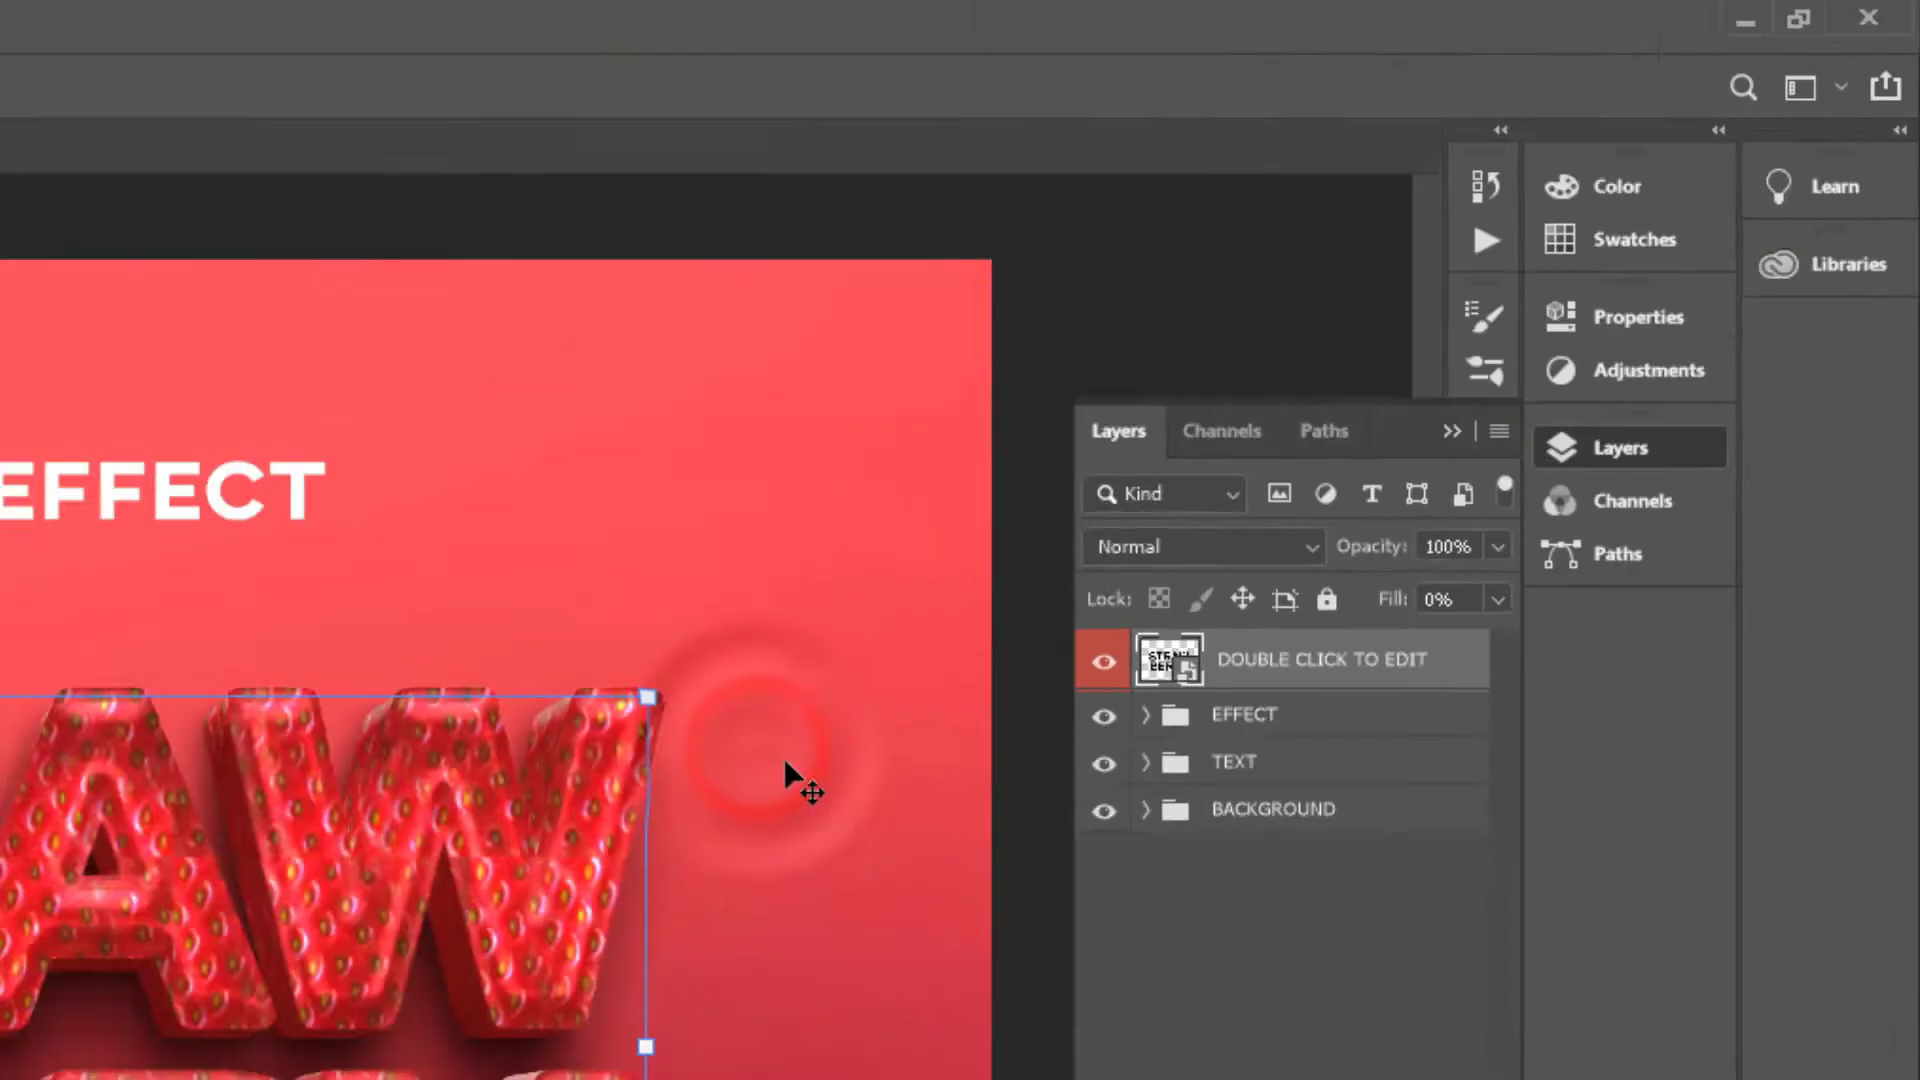 Color
Learn
Swatches
Libraries
Properties
Adjustments
Layers
Channels
Paths
Layers Channels Paths
Kind
Normal Opacity: 100%
Lock: Fill: 0%
DOUBLE CLICK TO EDIT
EFFECT
TEXT
BACKGROUND
EFFECT
AW